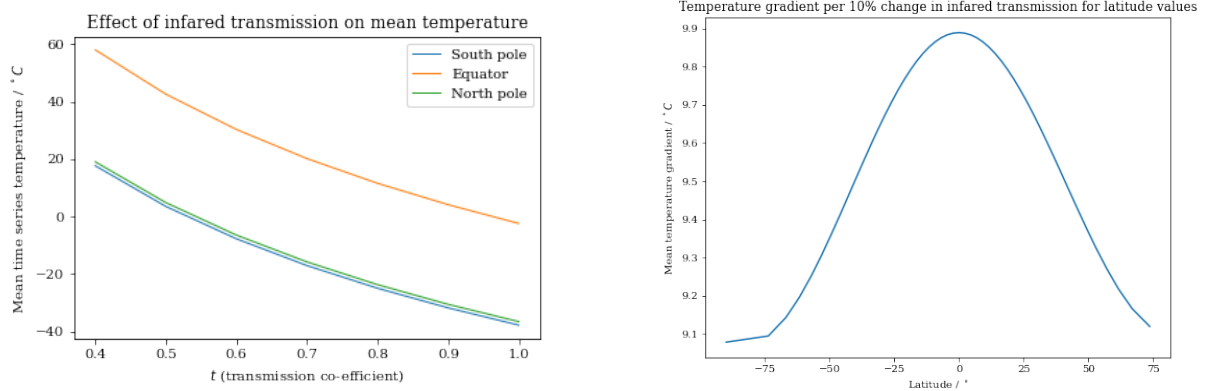 Effect of infared transmission on mean temperature
Mean time series temperature / °C
60
40
20
0
−20
−40
South pole
Equator
North pole
0.4 0.5 0.6 0.7 0.8 0.9 1.0
t (transmission co-efficient)
Temperature gradient per 10% change in infared transmission for latitude values
Mean temperature gradient / °C
9.9
9.8
9.7
9.6
9.5
9.4
9.3
9.2
9.1
−75 −50 −25 0 25 50 75
Latitude / °